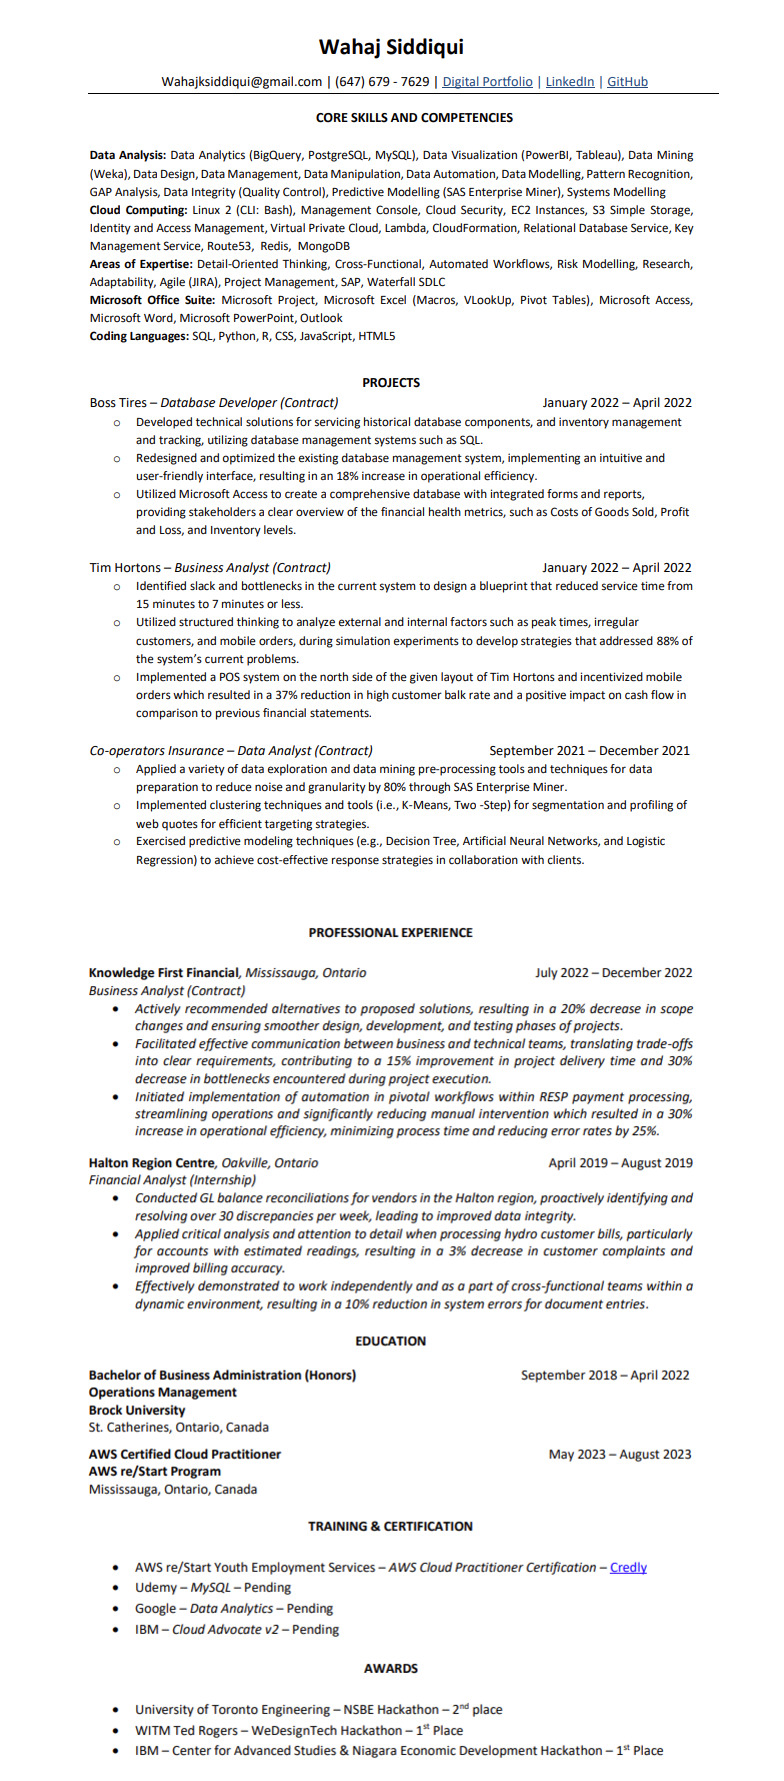 Wahaj Siddiqui
Wahajksiddiqui@gmail.com | (647) 679 - 7629 | Digital Portfolio | LinkedIn | GitHub
CORE SKILLS AND COMPETENCIES
Data Analysis: Data Analytics (BigQuery, PostgreSQL, MySQL), Data Visualization (PowerBI, Tableau), Data Mining
(Weka), Data Design, Data Management, Data Manipulation, Data Automation, Data Modelling, Pattern Recognition,
GAP Analysis, Data Integrity (Quality Control), Predictive Modelling (SAS Enterprise Miner), Systems Modelling
Cloud Computing: Linux 2 (CLI: Bash), Management Console, Cloud Security, EC2 Instances, S3 Simple Storage,
Identity and Access Management, Virtual Private Cloud, Lambda, CloudFormation, Relational Database Service, Key
Management Service, Route53, Redis, MongoDB
Areas of Expertise: Detail-Oriented Thinking, Cross-Functional, Automated Workflows, Risk Modelling, Research,
Adaptability, Agile (JIRA), Project Management, SAP, Waterfall SDLC
Microsoft Office Suite: Microsoft Project, Microsoft Excel (Macros, VLookUp, Pivot Tables), Microsoft Access,
Microsoft Word, Microsoft PowerPoint, Outlook
Coding Languages: SQL, Python, R, CSS, JavaScript, HTML5
PROJECTS
Boss Tires – Database Developer (Contract) January 2022 – April 2022
o Developed technical solutions for servicing historical database components, and inventory management
and tracking, utilizing database management systems such as SQL.
o Redesigned and optimized the existing database management system, implementing an intuitive and
user-friendly interface, resulting in an 18% increase in operational efficiency.
o Utilized Microsoft Access to create a comprehensive database with integrated forms and reports,
providing stakeholders a clear overview of the financial health metrics, such as Costs of Goods Sold, Profit
and Loss, and Inventory levels.
Tim Hortons – Business Analyst (Contract) January 2022 – April 2022
o Identified slack and bottlenecks in the current system to design a blueprint that reduced service time from
15 minutes to 7 minutes or less.
o Utilized structured thinking to analyze external and internal factors such as peak times, irregular
customers, and mobile orders, during simulation experiments to develop strategies that addressed 88% of
the system's current problems.
o Implemented a POS system on the north side of the given layout of Tim Hortons and incentivized mobile
orders which resulted in a 37% reduction in high customer balk rate and a positive impact on cash flow in
comparison to previous financial statements.
Co-operators Insurance – Data Analyst (Contract) September 2021 – December 2021
o Applied a variety of data exploration and data mining pre-processing tools and techniques for data
preparation to reduce noise and granularity by 80% through SAS Enterprise Miner.
o Implemented clustering techniques and tools (i.e., K-Means, Two -Step) for segmentation and profiling of
web quotes for efficient targeting strategies.
o Exercised predictive modeling techniques (e.g., Decision Tree, Artificial Neural Networks, and Logistic
Regression) to achieve cost-effective response strategies in collaboration with clients.
PROFESSIONAL EXPERIENCE
Knowledge First Financial, Mississauga, Ontario July 2022 – December 2022
Business Analyst (Contract)
• Actively recommended alternatives to proposed solutions, resulting in a 20% decrease in scope
changes and ensuring smoother design, development, and testing phases of projects.
• Facilitated effective communication between business and technical teams, translating trade-offs
into clear requirements, contributing to a 15% improvement in project delivery time and 30%
decrease in bottlenecks encountered during project execution.
• Initiated implementation of automation in pivotal workflows within RESP payment processing,
streamlining operations and significantly reducing manual intervention which resulted in a 30%
increase in operational efficiency, minimizing process time and reducing error rates by 25%.
Halton Region Centre, Oakville, Ontario April 2019 – August 2019
Financial Analyst (Internship)
• Conducted GL balance reconciliations for vendors in the Halton region, proactively identifying and
resolving over 30 discrepancies per week, leading to improved data integrity.
• Applied critical analysis and attention to detail when processing hydro customer bills, particularly
for accounts with estimated readings, resulting in a 3% decrease in customer complaints and
improved billing accuracy.
• Effectively demonstrated to work independently and as a part of cross-functional teams within a
dynamic environment, resulting in a 10% reduction in system errors for document entries.
EDUCATION
Bachelor of Business Administration (Honors) September 2018 – April 2022
Operations Management
Brock University
St. Catherines, Ontario, Canada
AWS Certified Cloud Practitioner May 2023 – August 2023
AWS re/Start Program
Mississauga, Ontario, Canada
TRAINING & CERTIFICATION
• AWS re/Start Youth Employment Services – AWS Cloud Practitioner Certification – Credly
• Udemy – MySQL – Pending
• Google – Data Analytics – Pending
• IBM – Cloud Advocate v2 – Pending
AWARDS
• University of Toronto Engineering – NSBE Hackathon – 2nd place
• WITM Ted Rogers – WeDesignTech Hackathon – 1st Place
• IBM – Center for Advanced Studies & Niagara Economic Development Hackathon – 1st Place